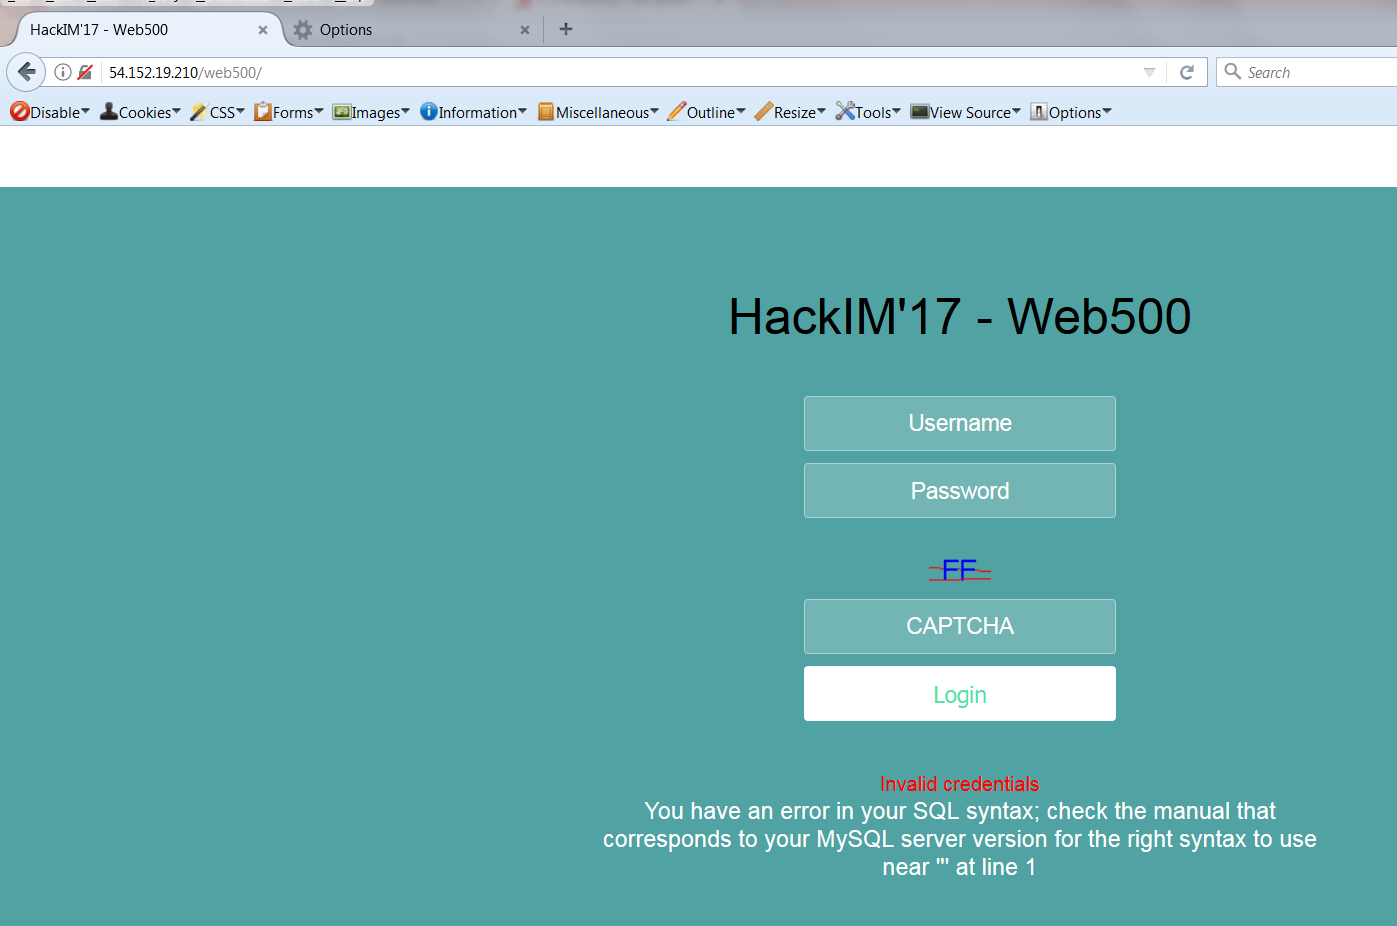 HackIM'17 - Web500
Options
54.152.19.210/web500/
Search
Disable Cookies CSS Forms Images Information Miscellaneous Outline Resize Tools View Source Options
HackIM'17 - Web500
Username
Password
FF
CAPTCHA
Login
Invalid credentials
You have an error in your SQL syntax; check the manual that
corresponds to your MySQL server version for the right syntax to use
near ''' at line 1